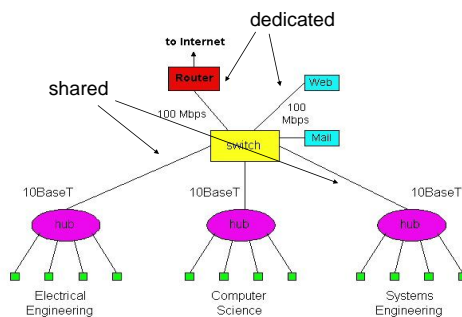 dedicated
to Internet
Router
shared
Web
100 Mbps
100
Mbps
Mail
switch
10BaseT
10BaseT
10BaseT
hub
hub
hub
Electrical
Engineering
Computer
Science
Systems
Engineering